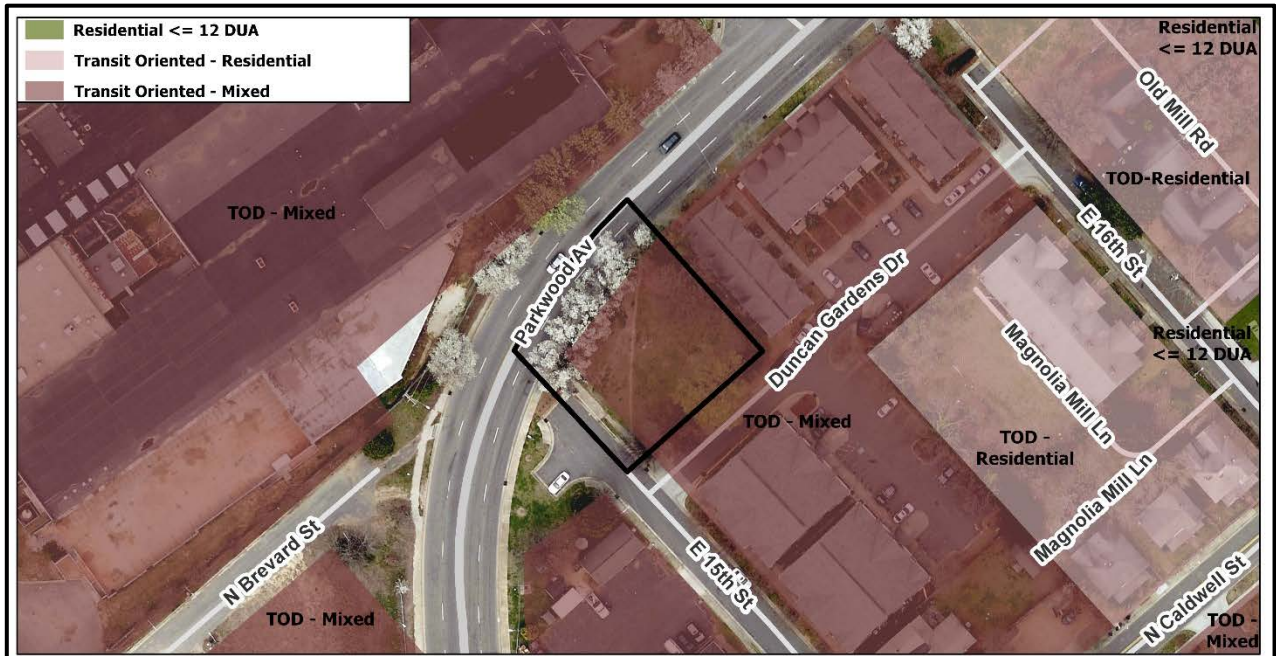 Residential <= 12 DUA
Transit Oriented - Residential
Transit Oriented - Mixed
Residential
<= 12 DUA
Old Mill Rd
TOD-Residential
TOD - Mixed
E 16th St
Parkwood Av
Duncan Gardens Dr
Magnolia Mill Ln
Residential
<= 12 DUA
TOD - Mixed
TOD -
Residential
Magnolia Mill Ln
N Brevard St
E 15th St
N Caldwell St
TOD - Mixed
TOD -
Mixed